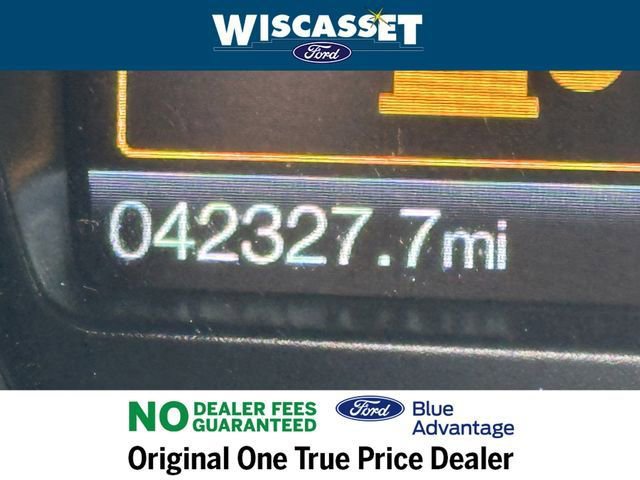 WISCASSET
Ford
042327.7mi
NO DEALER FEES
GUARANTEED
Ford Blue
Advantage
Original One True Price Dealer